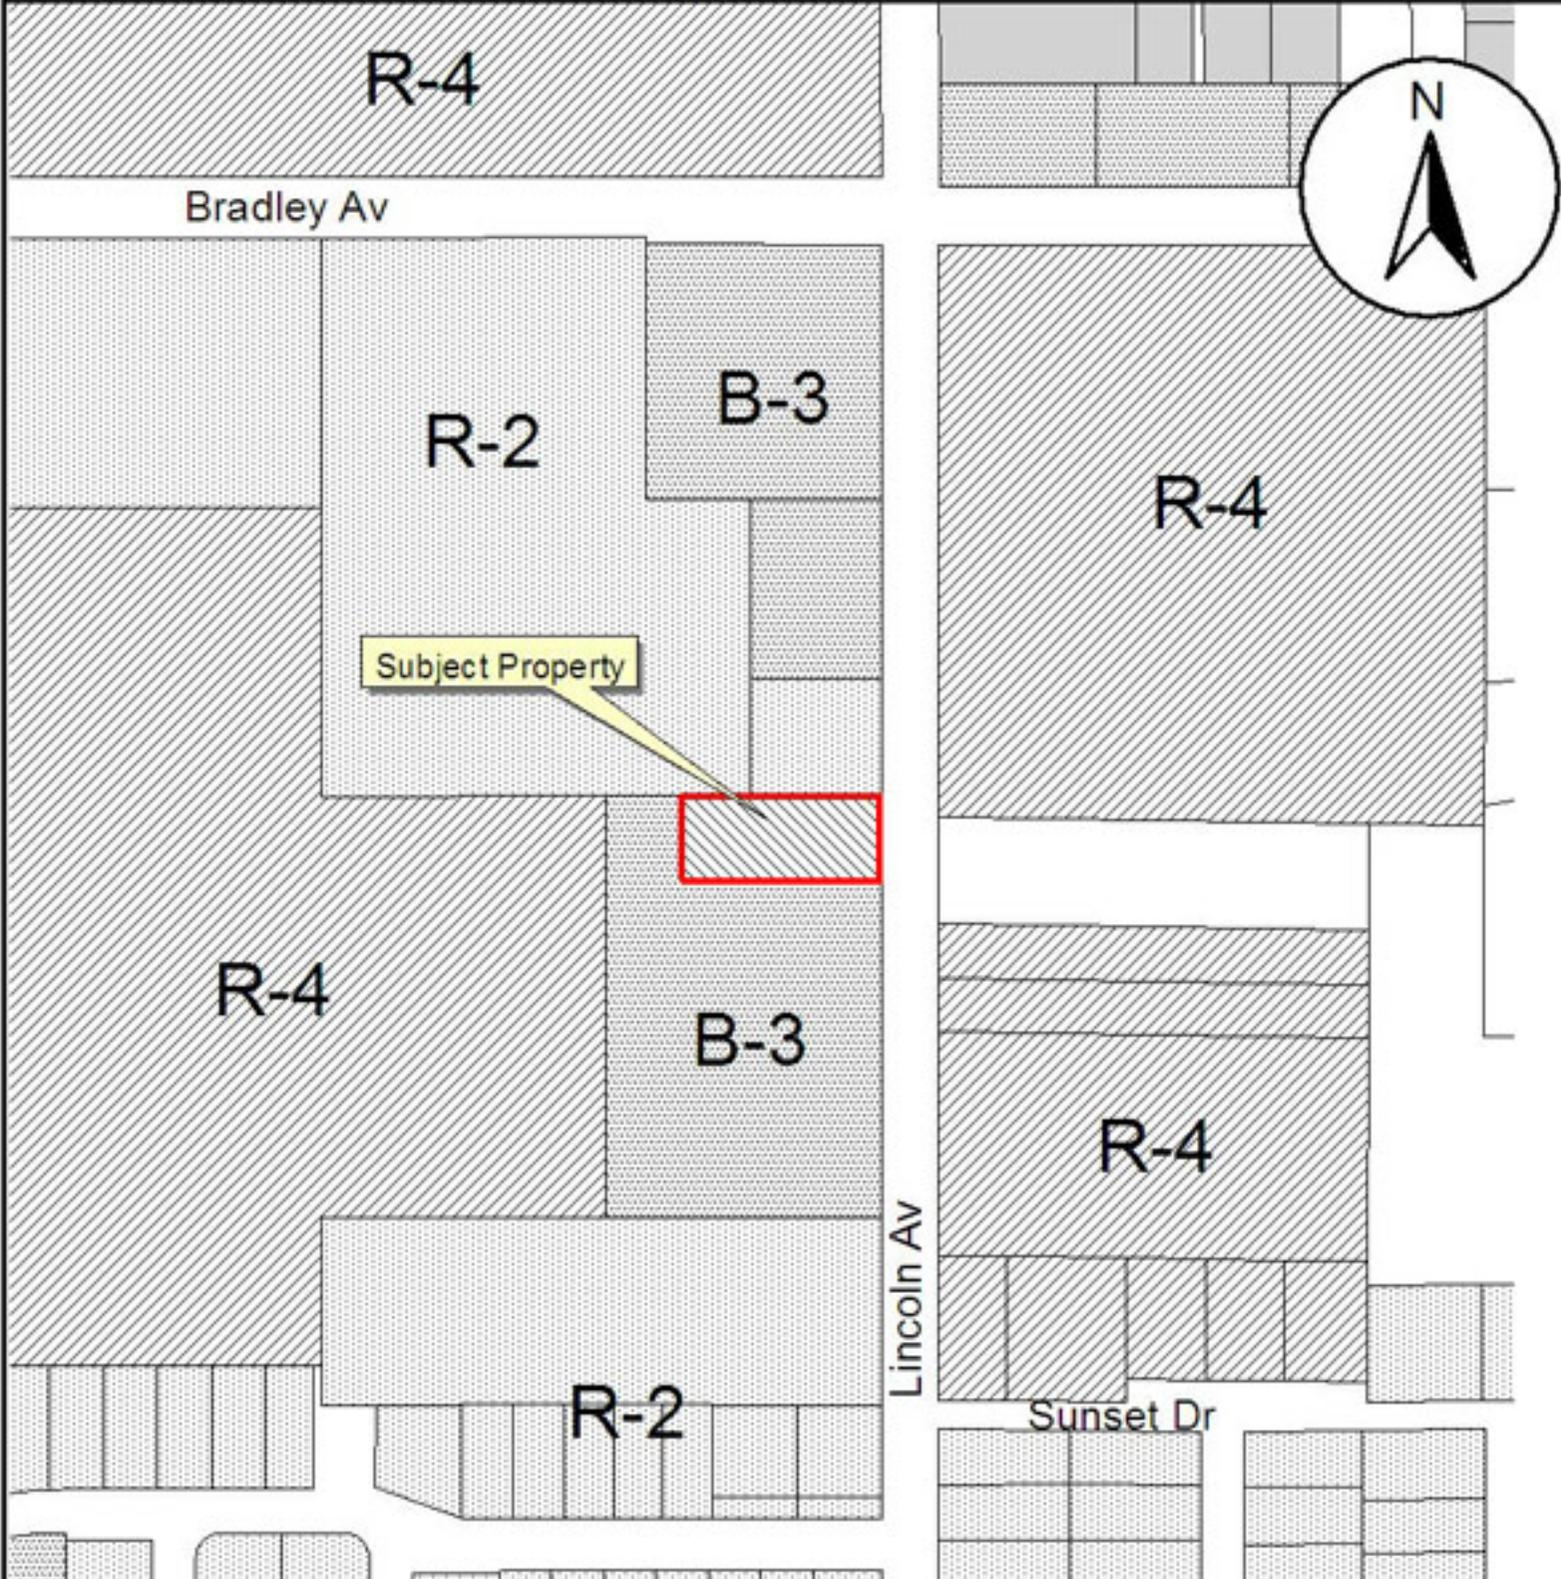 R-4
N
Bradley Av
B-3
R-2
R-4
Subject Property
R-4
B-3
R-4
Lincoln Av
R-2
Sunset Dr